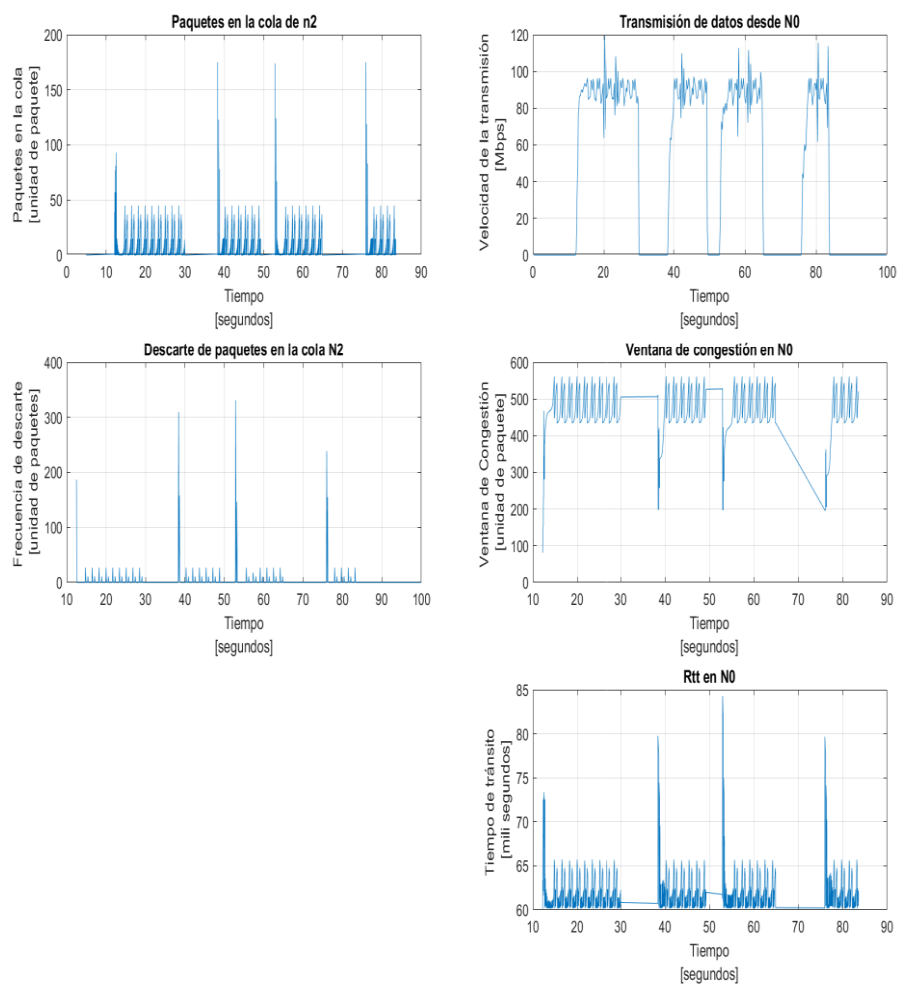 Paquetes en la cola de n2
Paquetes en la cola
[unidad de paquete]
200
150
100
50
0
0 10 20 30 40 50 60 70 80 90
Tiempo
[segundos]
Transmisión de datos desde N0
Velocidad de la transmisión
[Mbps]
120
100
80
60
40
20
0
0 20 40 60 80 100
Tiempo
[segundos]
Descarte de paquetes en la cola N2
Frecuencia de descarte
[unidad de paquetes]
400
300
200
100
0
10 20 30 40 50 60 70 80 90 100
Tiempo
[segundos]
Ventana de congestión en N0
Ventana de Congestión
[unidad de paquete]
600
500
400
300
200
100
0
10 20 30 40 50 60 70 80 90
Tiempo
[segundos]
Rtt en N0
Tiempo de tránsito
[mili segundos]
85
80
75
70
65
60
10 20 30 40 50 60 70 80 90
Tiempo
[segundos]